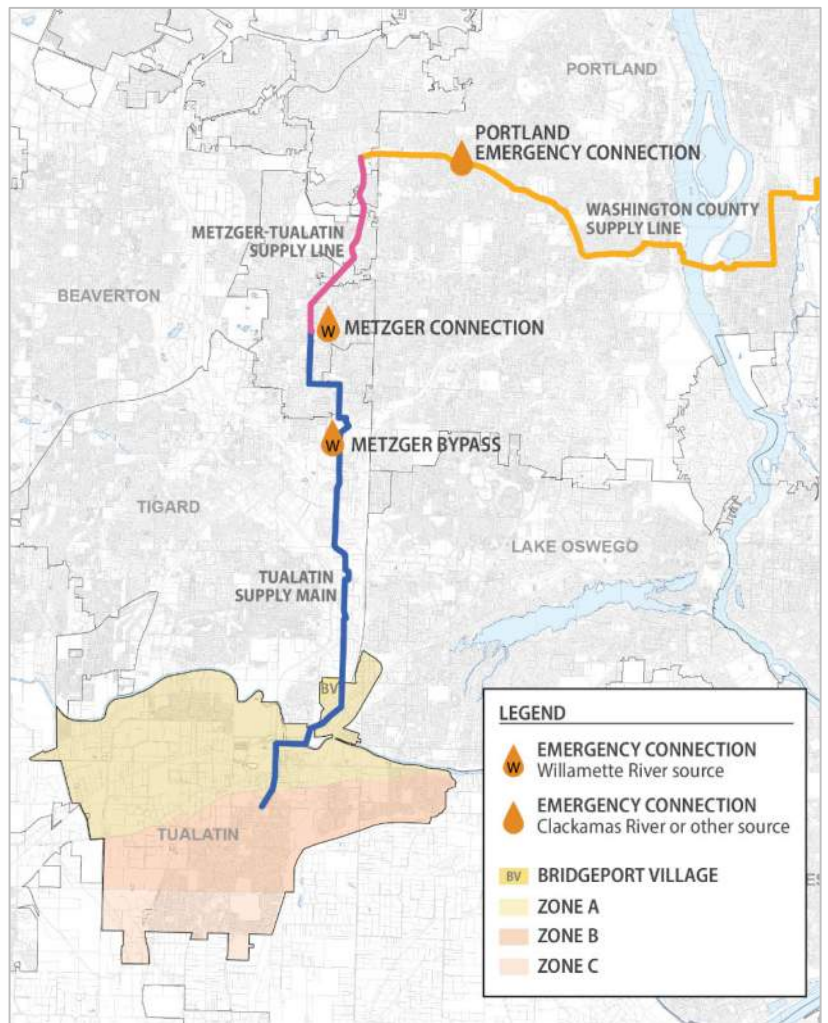 PORTLAND
PORTLAND
EMERGENCY CONNECTION
WASHINGTON COUNTY
SUPPLY LINE
METZGER-TUALATIN
SUPPLY LINE
BEAVERTON
W METZGER CONNECTION
W METZGER BYPASS
TIGARD
LAKE OSWEGO
TUALATIN
SUPPLY MAIN
BV
TUALATIN
LEGEND
W EMERGENCY CONNECTION
Willamette River source
EMERGENCY CONNECTION
Clackamas River or other source
BV BRIDGEPORT VILLAGE
ZONE A
ZONE B
ZONE C